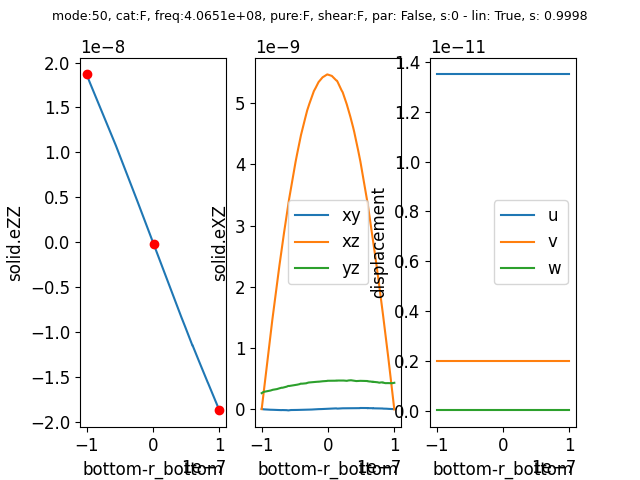 mode:50, cat:F, freq:4.0651e+08, pure:F, shear:F, par: False, s:0 - lin: True, s: 0.9998
1e−8
2.0
1.5
1.0
0.5
0.0
−0.5
−1.0
−1.5
−2.0
solid.eZZ
−1
0
1
1e−7
bottom-r_bottom
1e−9
5
4
3
2
1
0
solid.eXZ
xy
xz
yz
−1
0
1
1e−7
bottom-r_bottom
1e−11
1.4
1.2
1.0
0.8
0.6
0.4
0.2
0.0
displacement
u
v
w
−1
0
1
1e−7
bottom-r_bottom